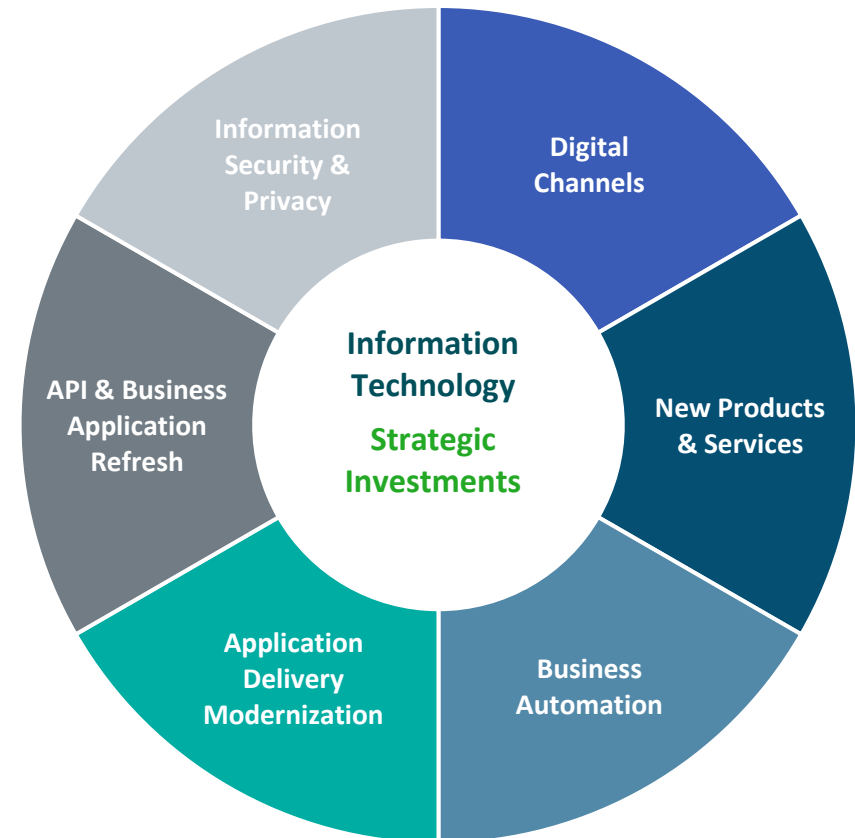 Information
Security &
Privacy
Digital
Channels
Information
Technology
Strategic
Investments
API & Business
Application
Refresh
New Products
& Services
Application
Delivery
Modernization
Business
Automation